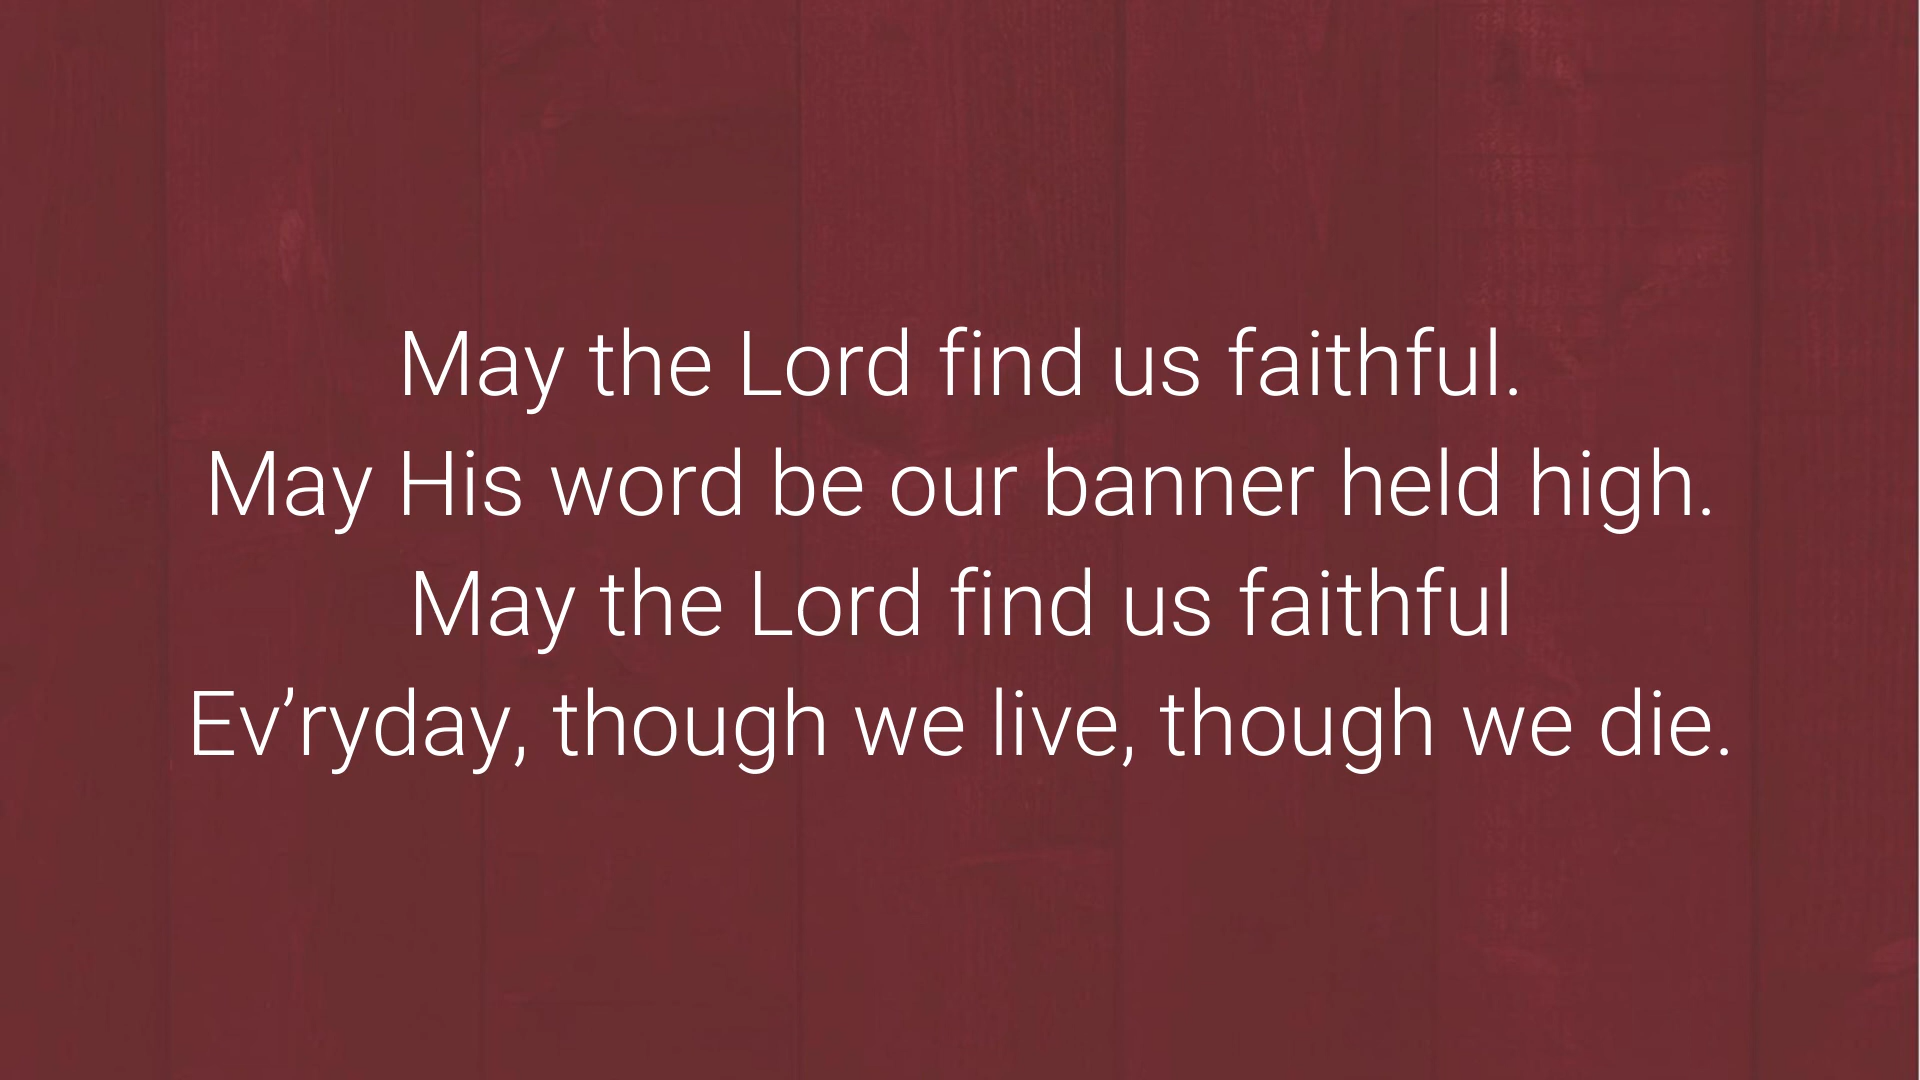 May the Lord find us faithful.
May His word be our banner held high.
May the Lord find us faithful
Ev’ryday, though we live, though we die.